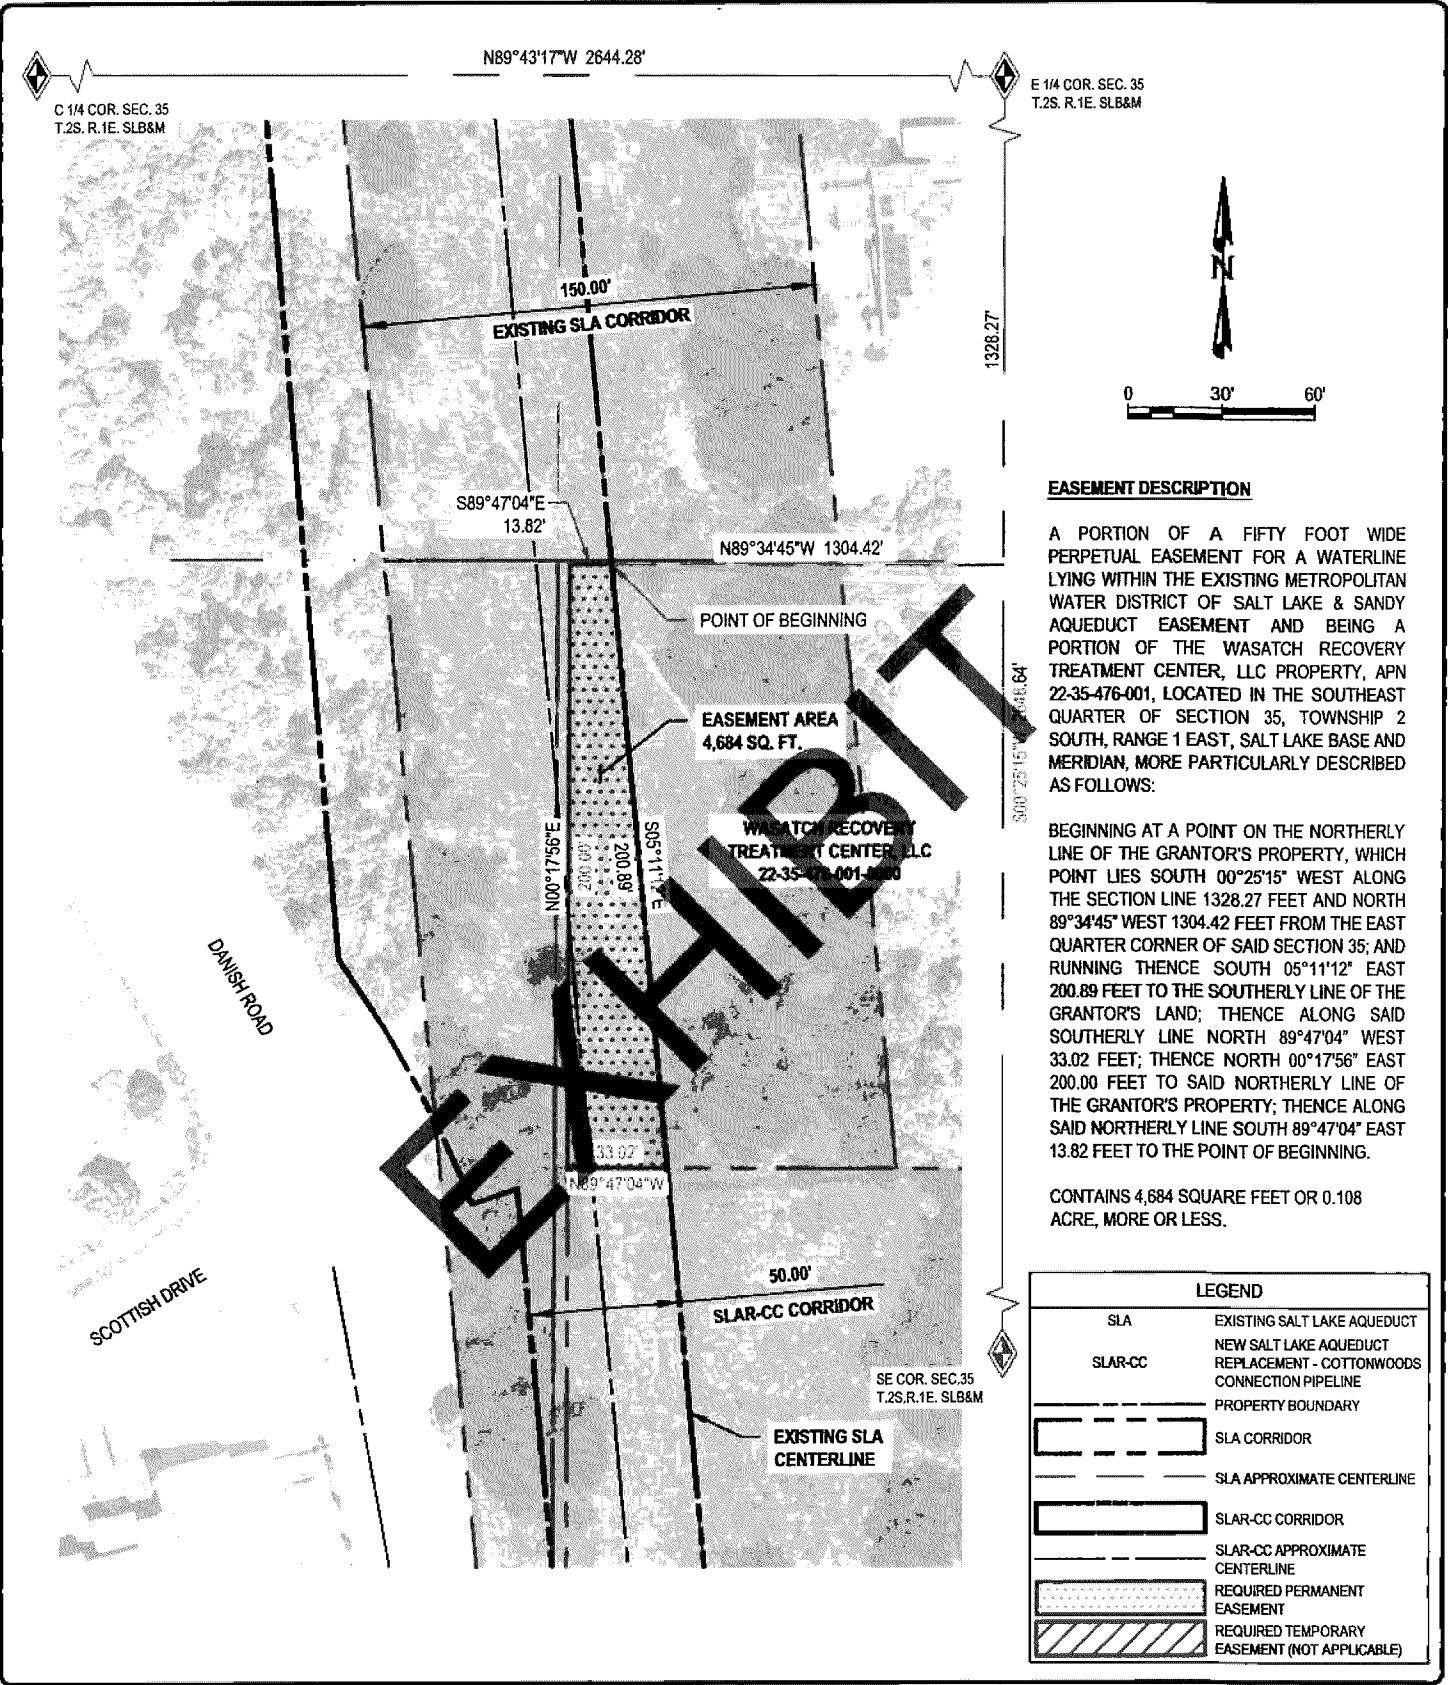 N89°43'17"W 2644.28'
C 1/4 COR. SEC. 35
T.2S. R.1E. SLB&M
E 1/4 COR. SEC. 35
T.2S. R.1E. SLB&M
150.00'
EXISTING SLA CORRIDOR
1328.27'
N
0 30' 60'
S89°47'04"E
13.82'
N89°34'45"W 1304.42'
POINT OF BEGINNING
EASEMENT AREA
4,684 SQ. FT.
N00°17'56"E
200.00'
200.89'
WASATCH RECOVERY
TREATMENT CENTER, LLC
EXHIBIT
DANISH ROAD
SCOTTISH DRIVE
33.02'
N89°47'04"W
50.00'
SLAR-CC CORRIDOR
SE COR. SEC.35
T.2S,R.1E. SLB&M
EXISTING SLA
CENTERLINE
EASEMENT DESCRIPTION
A PORTION OF A FIFTY FOOT WIDE
PERPETUAL EASEMENT FOR A WATERLINE
LYING WITHIN THE EXISTING METROPOLITAN
WATER DISTRICT OF SALT LAKE & SANDY
AQUEDUCT EASEMENT AND BEING A
PORTION OF THE WASATCH RECOVERY
TREATMENT CENTER, LLC PROPERTY, APN
22-35-476-001, LOCATED IN THE SOUTHEAST
QUARTER OF SECTION 35, TOWNSHIP 2
SOUTH, RANGE 1 EAST, SALT LAKE BASE AND
MERIDIAN, MORE PARTICULARLY DESCRIBED
AS FOLLOWS:
BEGINNING AT A POINT ON THE NORTHERLY
LINE OF THE GRANTOR'S PROPERTY, WHICH
POINT LIES SOUTH 00°25'15" WEST ALONG
THE SECTION LINE 1328.27 FEET AND NORTH
89°34'45" WEST 1304.42 FEET FROM THE EAST
QUARTER CORNER OF SAID SECTION 35; AND
RUNNING THENCE SOUTH 05°11'12" EAST
200.89 FEET TO THE SOUTHERLY LINE OF THE
GRANTOR'S LAND; THENCE ALONG SAID
SOUTHERLY LINE NORTH 89°47'04" WEST
33.02 FEET; THENCE NORTH 00°17'56" EAST
200.00 FEET TO SAID NORTHERLY LINE OF
THE GRANTOR'S PROPERTY; THENCE ALONG
SAID NORTHERLY LINE SOUTH 89°47'04" EAST
13.82 FEET TO THE POINT OF BEGINNING.
CONTAINS 4,684 SQUARE FEET OR 0.108
ACRE, MORE OR LESS.
LEGEND
SLA EXISTING SALT LAKE AQUEDUCT
NEW SALT LAKE AQUEDUCT
SLAR-CC REPLACEMENT - COTTONWOODS
CONNECTION PIPELINE
PROPERTY BOUNDARY
SLA CORRIDOR
SLA APPROXIMATE CENTERLINE
SLAR-CC CORRIDOR
SLAR-CC APPROXIMATE
CENTERLINE
REQUIRED PERMANENT
EASEMENT
REQUIRED TEMPORARY
EASEMENT (NOT APPLICABLE)